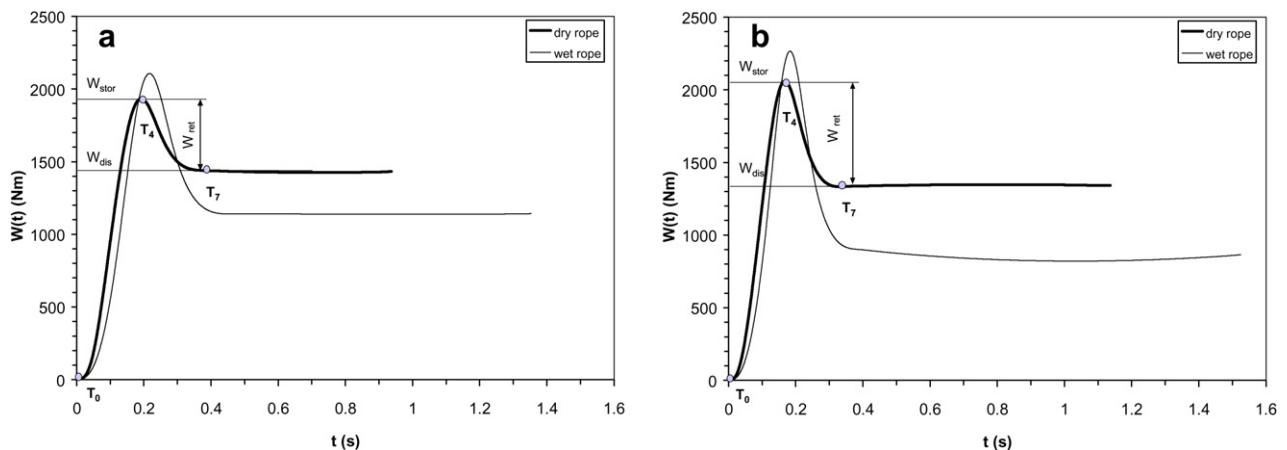 a
dry rope
wet rope
2500
2000
1500
1000
500
0
W(t) (Nm)
W_stor
W_dis
W_ret
T_4
T_7
T_0
0 0.2 0.4 0.6 0.8 1 1.2 1.4 1.6
t (s)
b
dry rope
wet rope
2500
2000
1500
1000
500
0
W(t) (Nm)
W_stor
W_dis
W_ret
T_4
T_7
T_0
0 0.2 0.4 0.6 0.8 1 1.2 1.4 1.6
t (s)